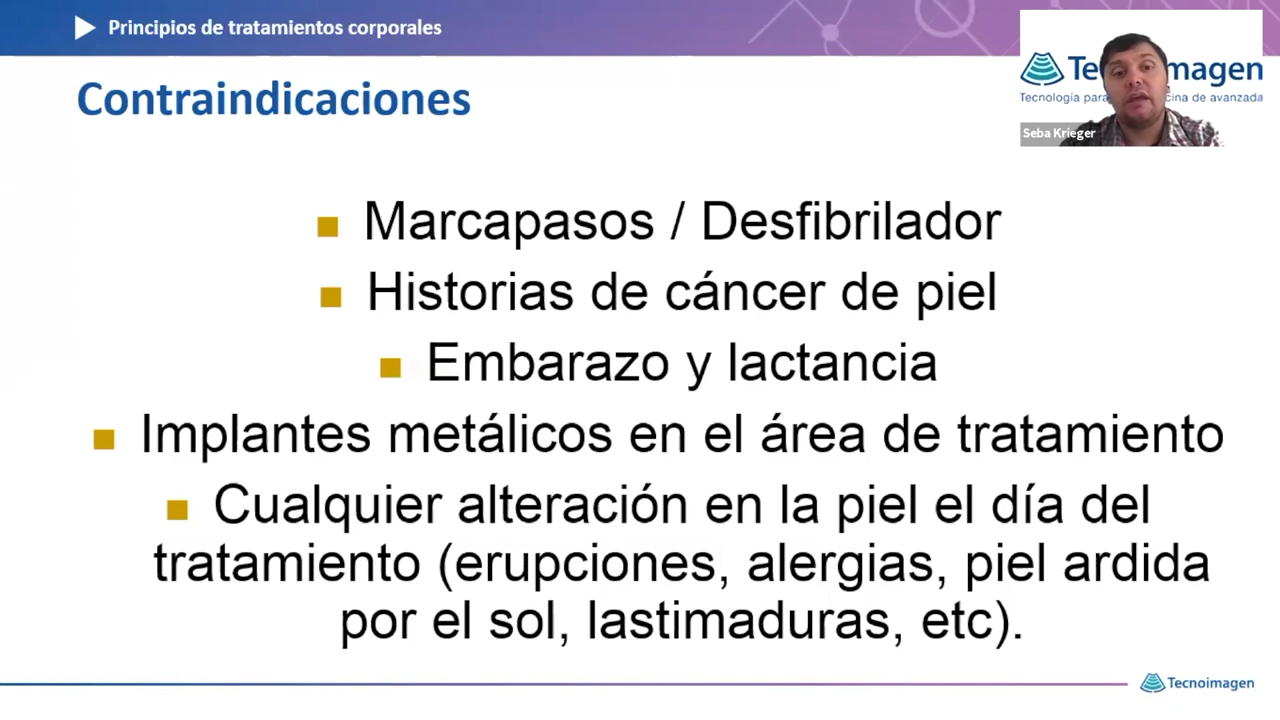 Principios de tratamientos corporales
Contraindicaciones
Seba Krieger
Marcapasos / Desfibrilador
Historias de cáncer de piel
Embarazo y lactancia
Implantes metálicos en el área de tratamiento
Cualquier alteración en la piel el día del
tratamiento (erupciones, alergias, piel ardida
por el sol, lastimaduras, etc).
Tecnoimagen